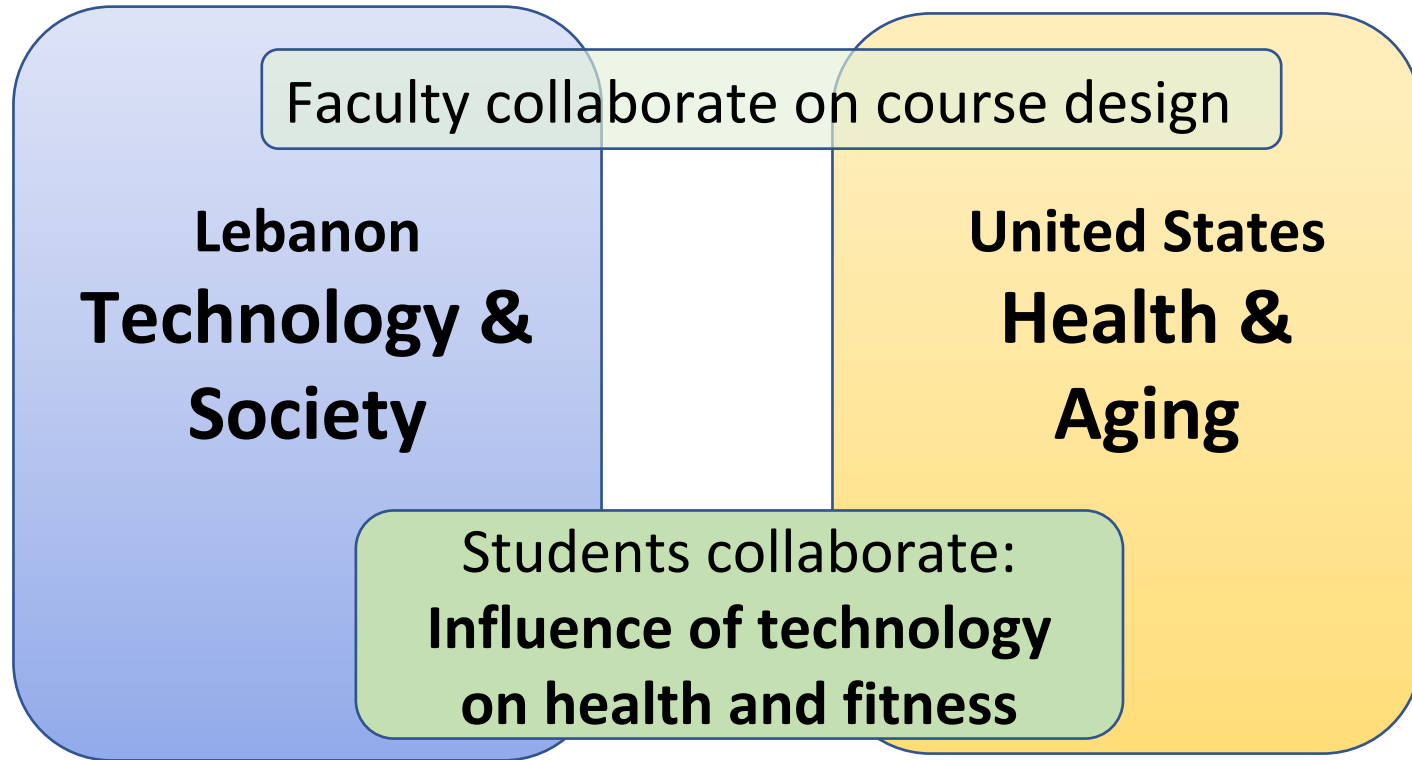 Faculty collaborate on course design
Lebanon
Technology &
Society
United States
Health &
Aging
Students collaborate:
Influence of technology
on health and fitness